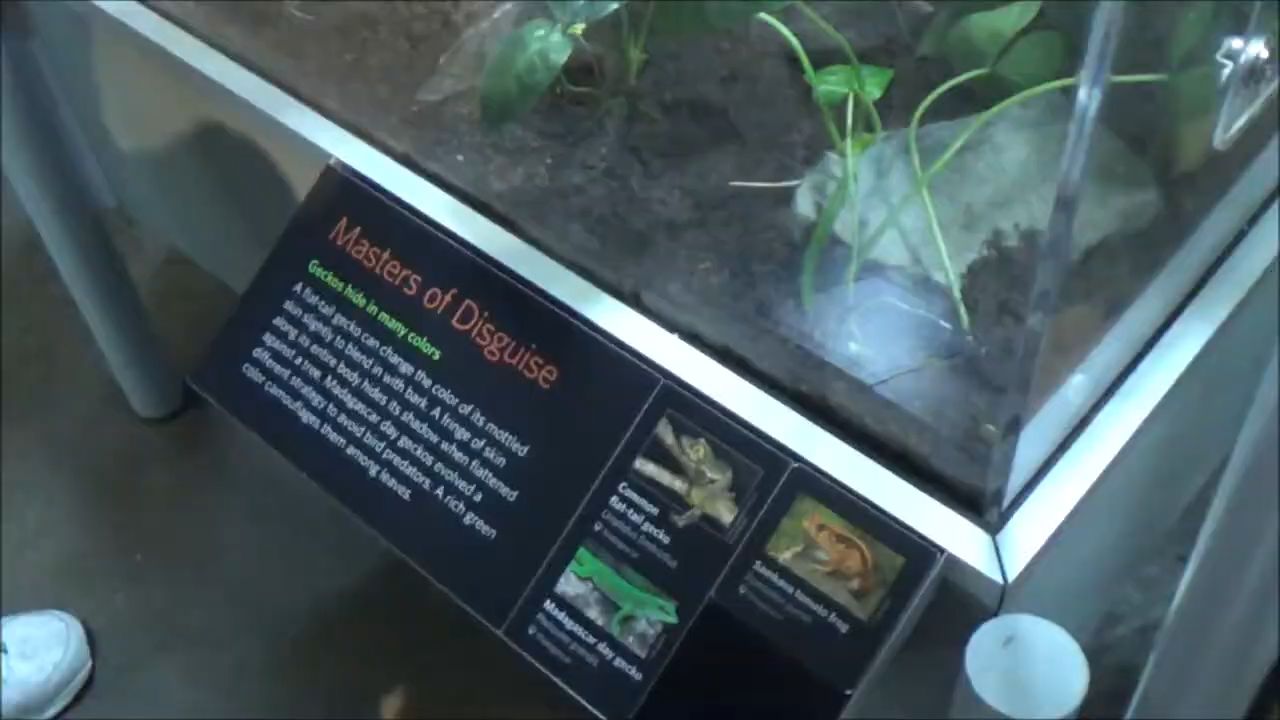 Masters of Disguise
Geckos hide in many colors
A flat-tail gecko can change the color of its mottled
skin slightly to blend in with bark. A fringe of skin
along its entire body hides its shadow when flattened
against a tree. Madagascar day geckos evolved a
different strategy to avoid bird predators. A rich green
color camouflages them among leaves.
Common
flat-tail gecko
Madagascar day gecko
Sambava tomato frog